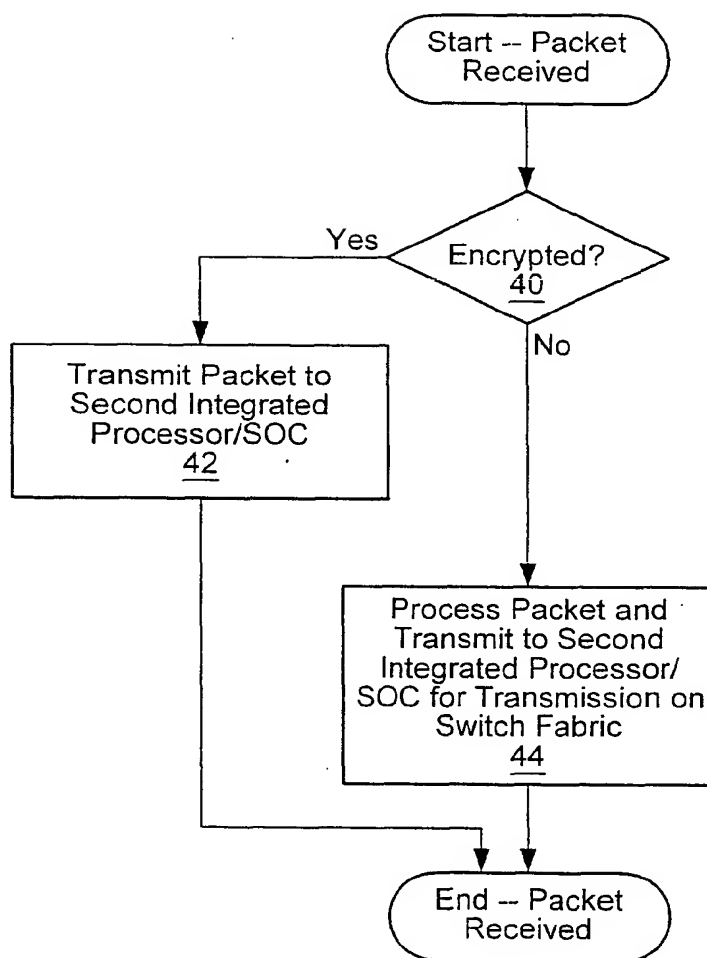 Start -- Packet
Received
Encrypted?
40
Yes
No
Transmit Packet to
Second Integrated
Processor/SOC
42
Process Packet and
Transmit to Second
Integrated Processor/
SOC for Transmission on
Switch Fabric
44
End -- Packet
Received